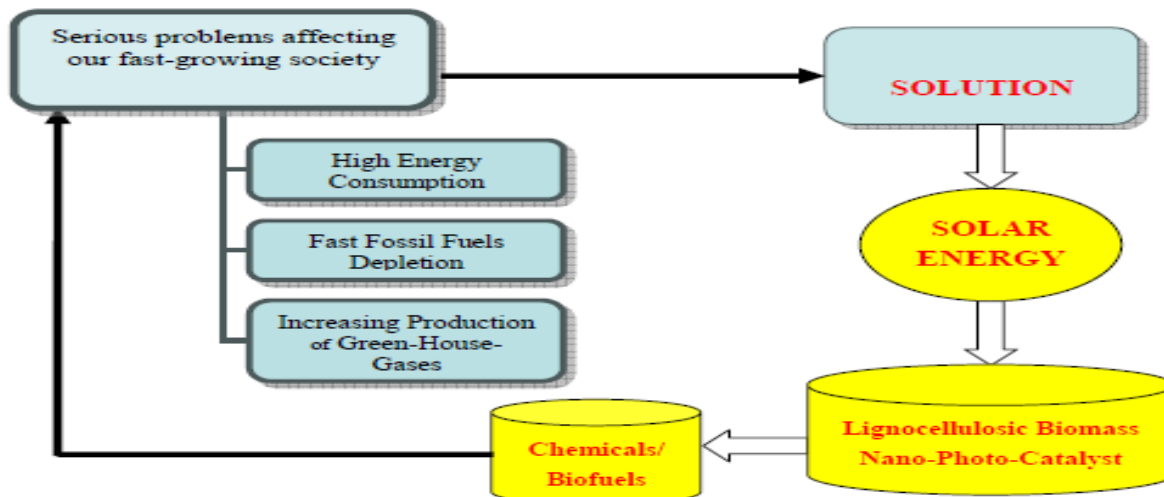 Serious problems affecting
our fast-growing society
SOLUTION
High Energy
Consumption
Fast Fossil Fuels
Depletion
Increasing Production
of Green-House-
Gases
SOLAR
ENERGY
Lignocellulosic Biomass
Nano-Photo-Catalyst
Chemicals/
Biofuels